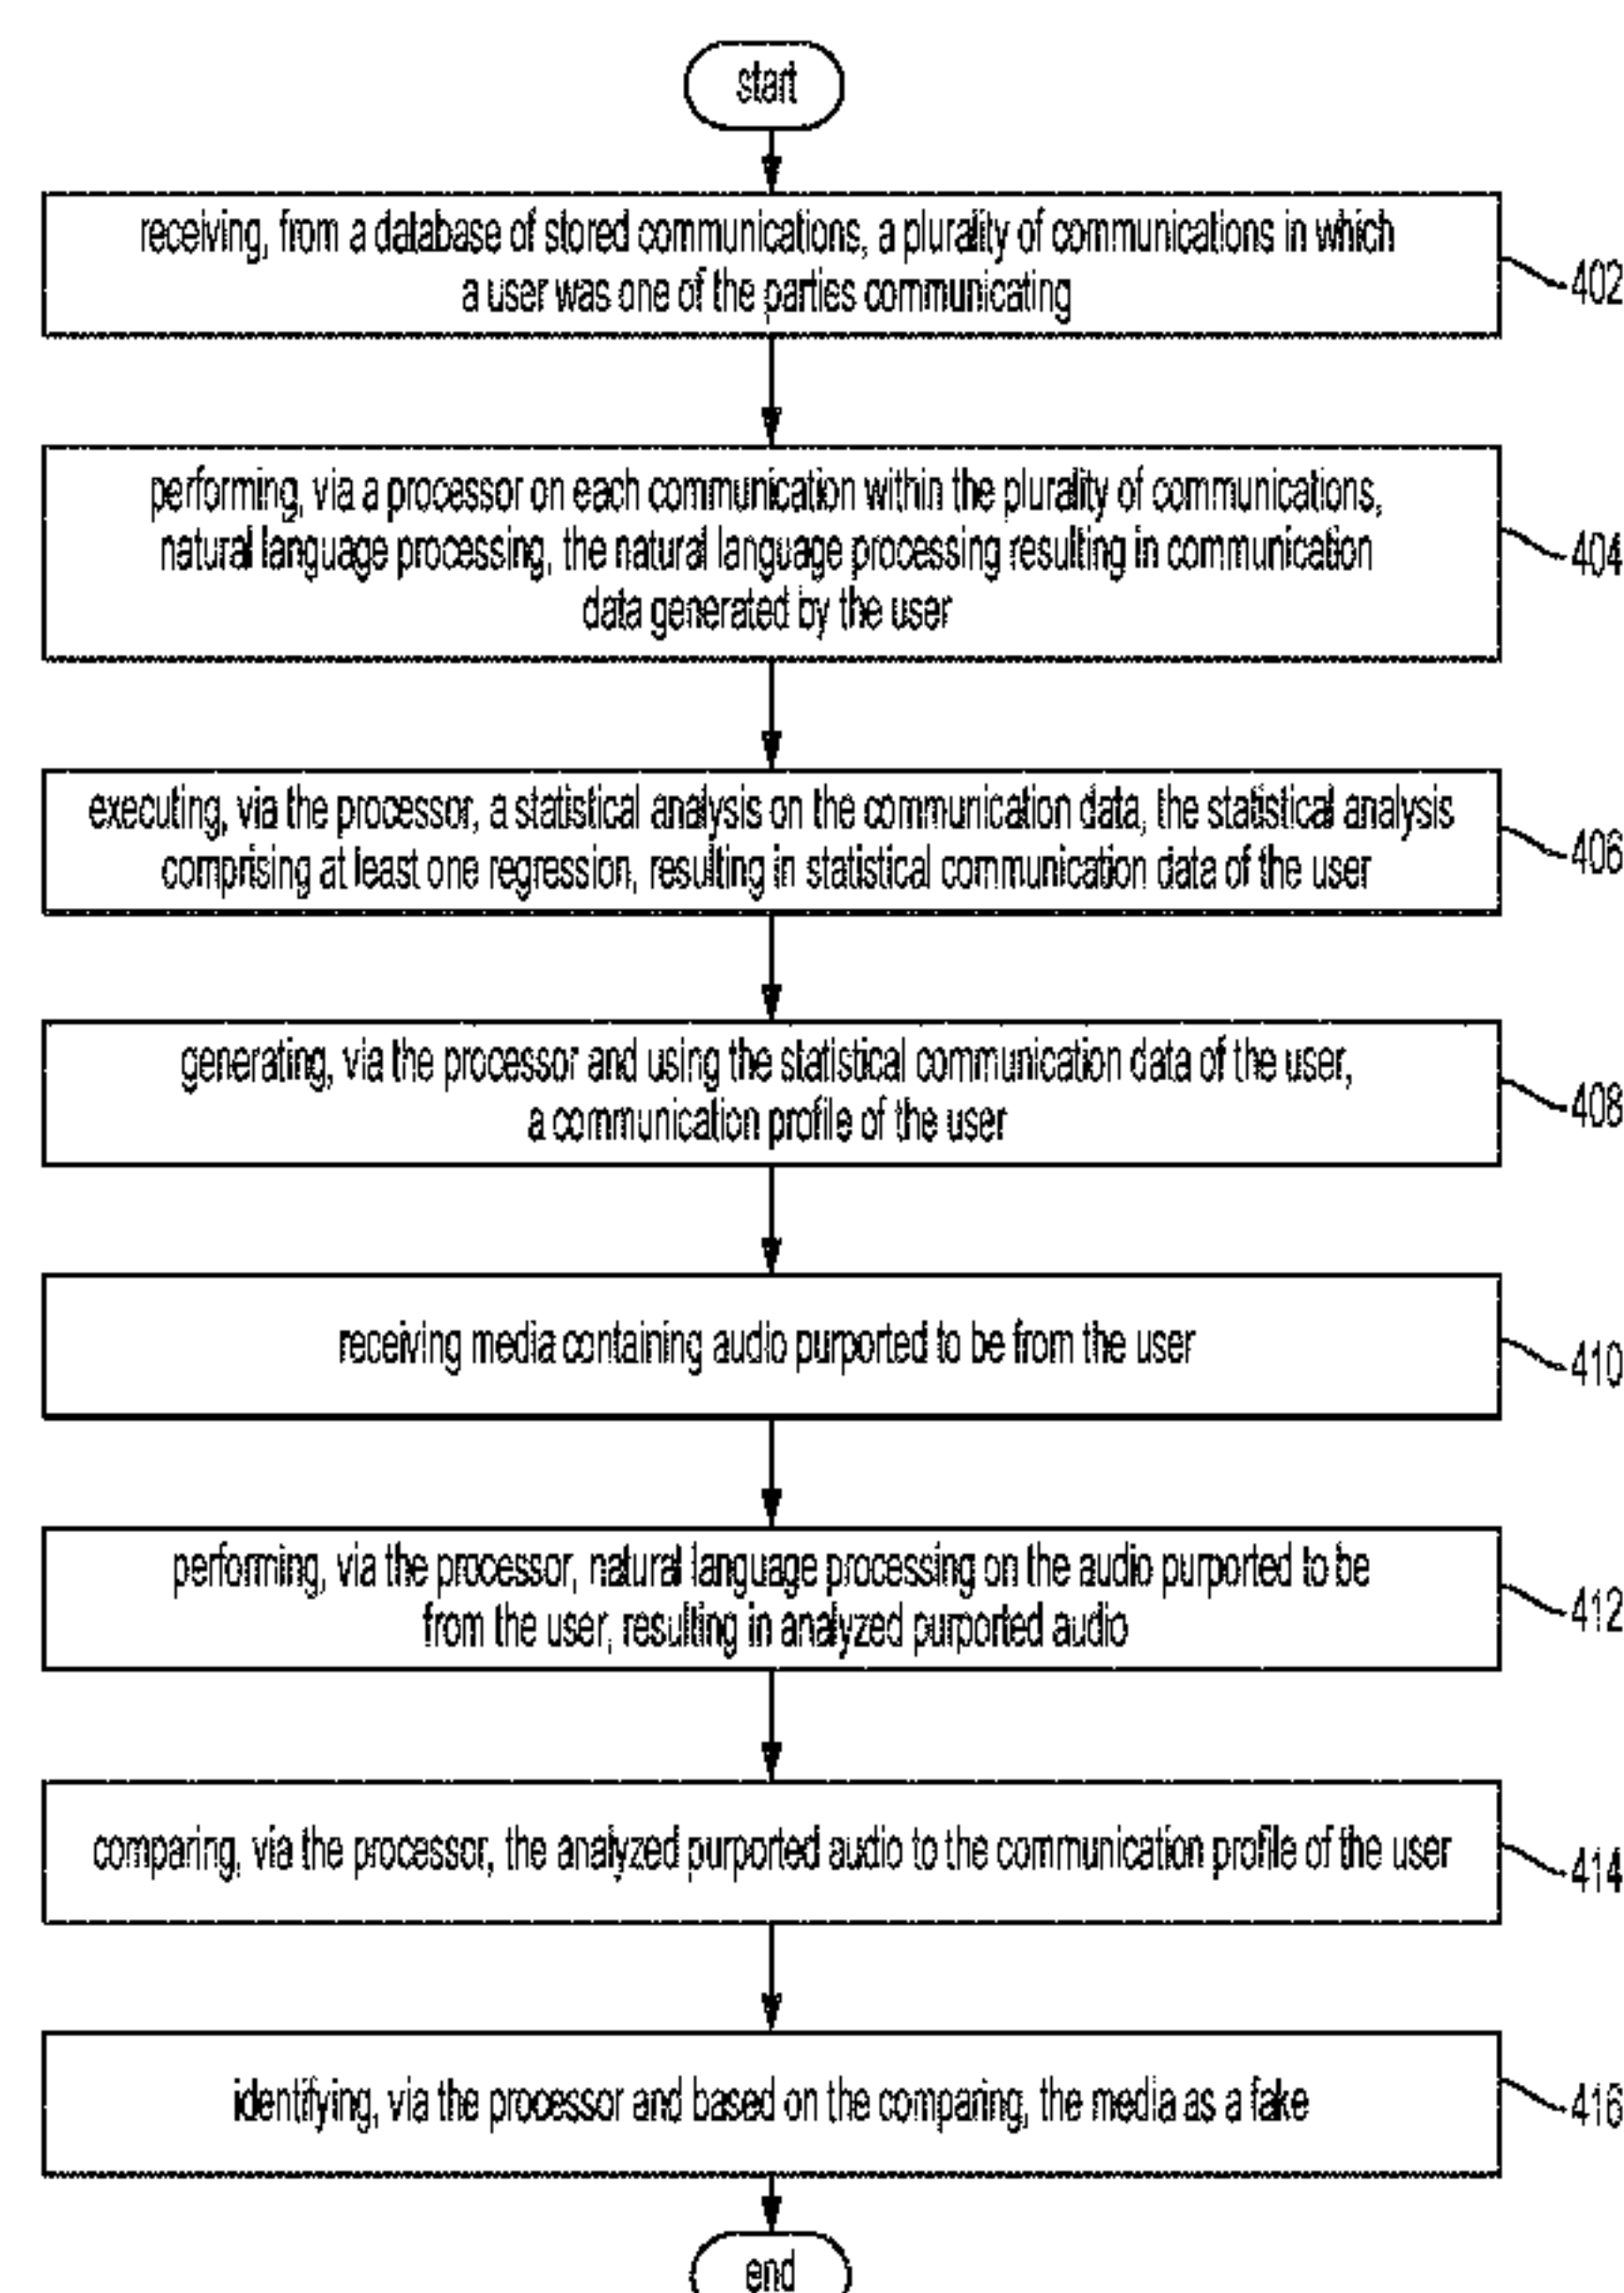 start
receiving, from a database of stored communications, a plurality of communications in which
a user was one of the parties communicating
402
performing, via a processor on each communication within the plurality of communications,
natural language processing, the natural language processing resulting in communication
data generated by the user
404
executing, via the processor, a statistical analysis on the communication data, the statistical analysis
comprising at least one regression, resulting in statistical communication data of the user
406
generating, via the processor and using the statistical communication data of the user,
a communication profile of the user
408
receiving media containing audio purported to be from the user
410
performing, via the processor, natural language processing on the audio purported to be
from the user, resulting in analyzed purported audio
412
comparing, via the processor, the analyzed purported audio to the communication profile of the user
414
identifying, via the processor and based on the comparing, the media as a fake
416
end